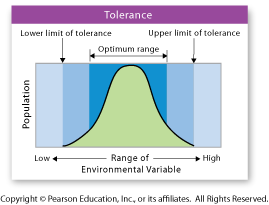 Tolerance
Lower limit of tolerance
Upper limit of tolerance
Optimum range
Population
Low
Range of
Environmental Variable
High
Copyright © Pearson Education, Inc., or its affiliates. All Rights Reserved.